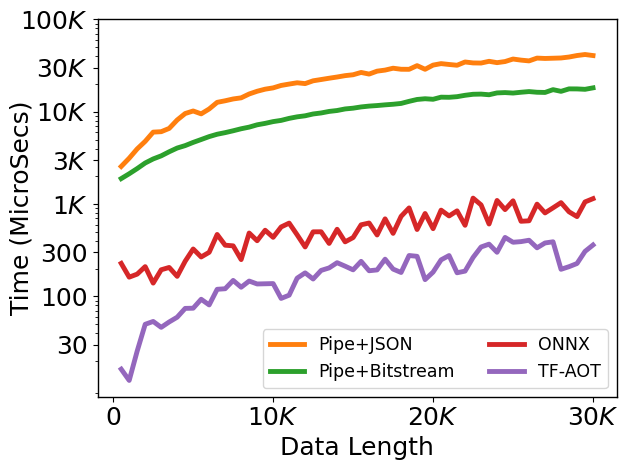 100K
30K
10K
3K
1K
300
100
30
Time (MicroSecs)
0 10K 20K 30K
Data Length
Pipe+JSON ONNX
Pipe+Bitstream TF-AOT